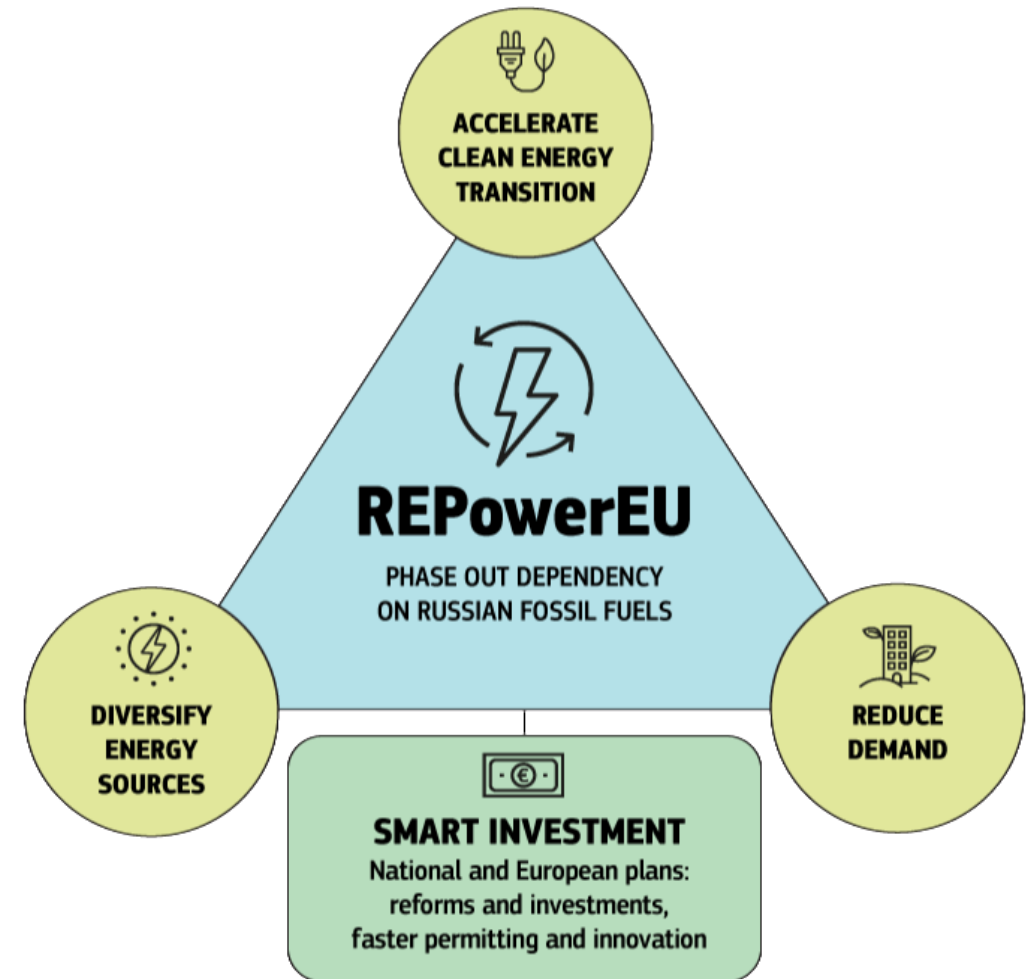 ACCELERATE
CLEAN ENERGY
TRANSITION
REPowerEU
PHASE OUT DEPENDENCY
ON RUSSIAN FOSSIL FUELS
DIVERSIFY
ENERGY
SOURCES
REDUCE
DEMAND
€
SMART INVESTMENT
National and European plans:
reforms and investments,
faster permitting and innovation